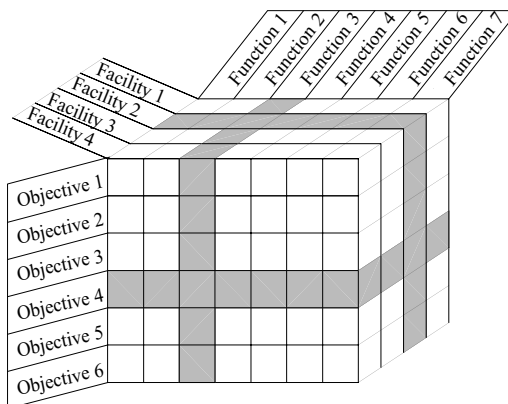 Function 1
Function 2
Function 3
Function 4
Function 5
Function 6
Function 7
Facility 1
Facility 2
Facility 3
Facility 4
Objective 1
Objective 2
Objective 3
Objective 4
Objective 5
Objective 6